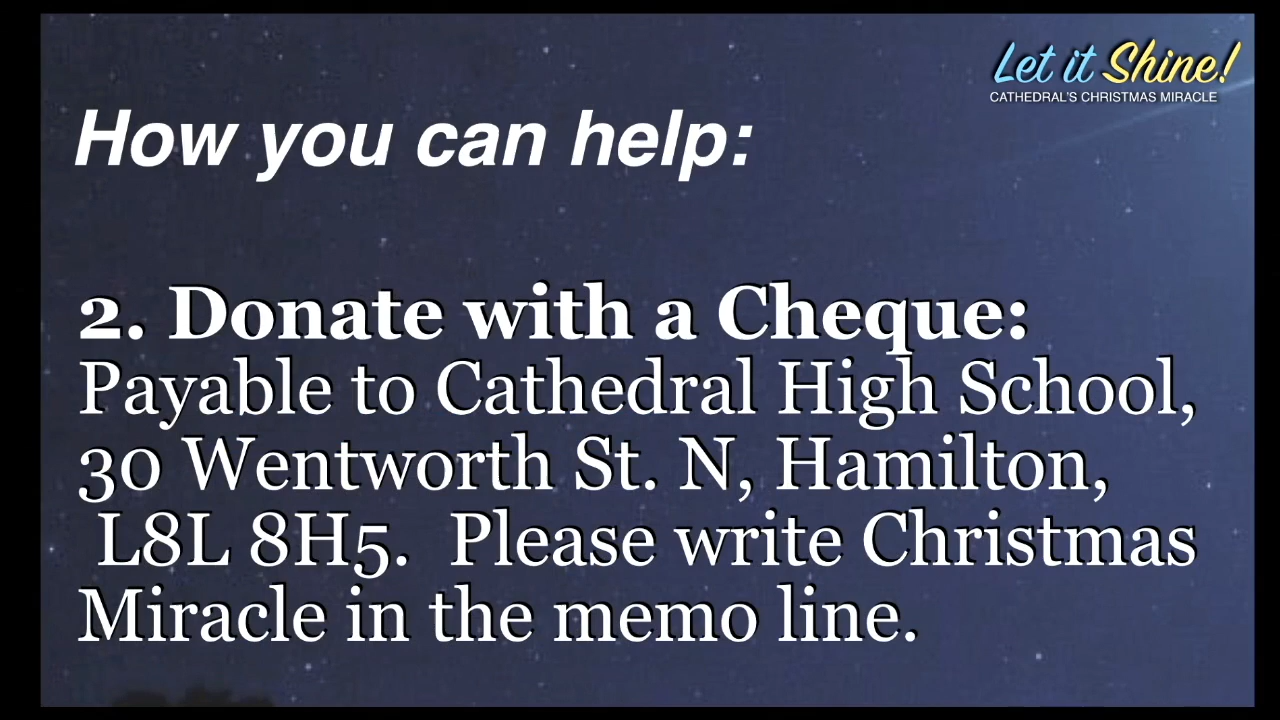 Let it Shine!
CATHEDRAL'S CHRISTMAS MIRACLE
How you can help:
2. Donate with a Cheque:
Payable to Cathedral High School,
30 Wentworth St. N, Hamilton,
L8L 8H5.  Please write Christmas
Miracle in the memo line.